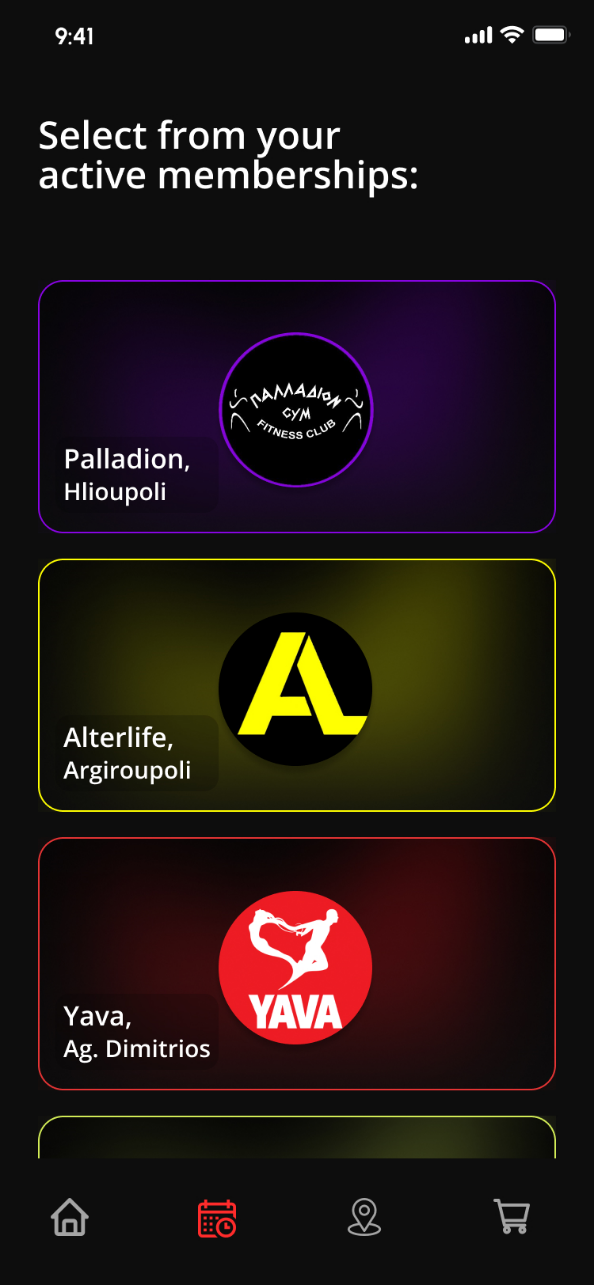 9:41
Select from your
active memberships:
ΠΑΛΛΑΔΙΟΝ
GYM
FITNESS CLUB
Palladion,
Hlioupoli
AL
Alterlife,
Argiroupoli
YAVA
Yava,
Ag. Dimitrios